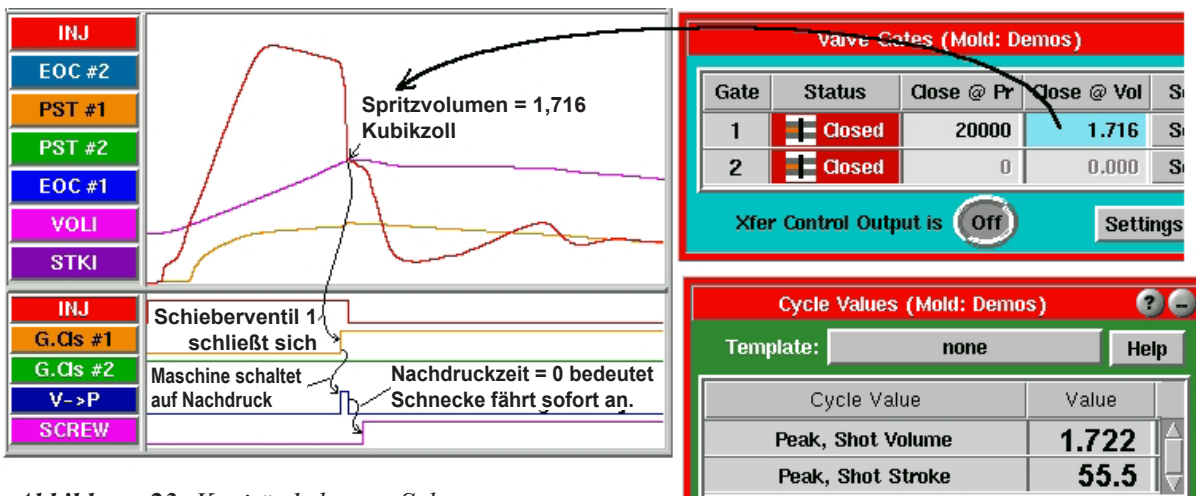 INJ
EOC #2
PST #1
PST #2
EOC #1
VOLI
STKI
Spritzvolumen = 1,716
Kubikzoll
INJ
G.Cls #1
G.Cls #2
V->P
SCREW
Schieberventil 1
schließt sich
Maschine schaltet
auf Nachdruck
Nachdruckzeit = 0 bedeutet
Schnecke fährt sofort an.
Valve Gates (Mold: Demos)
Gate Status Close @ Pr Close @ Vol
1 Closed 20000 1.716
2 Closed 0 0.000
Xfer Control Output is Off Settings
Cycle Values (Mold: Demos) ? –
Template: none Help
Cycle Value Value
Peak, Shot Volume 1.722
Peak, Shot Stroke 55.5